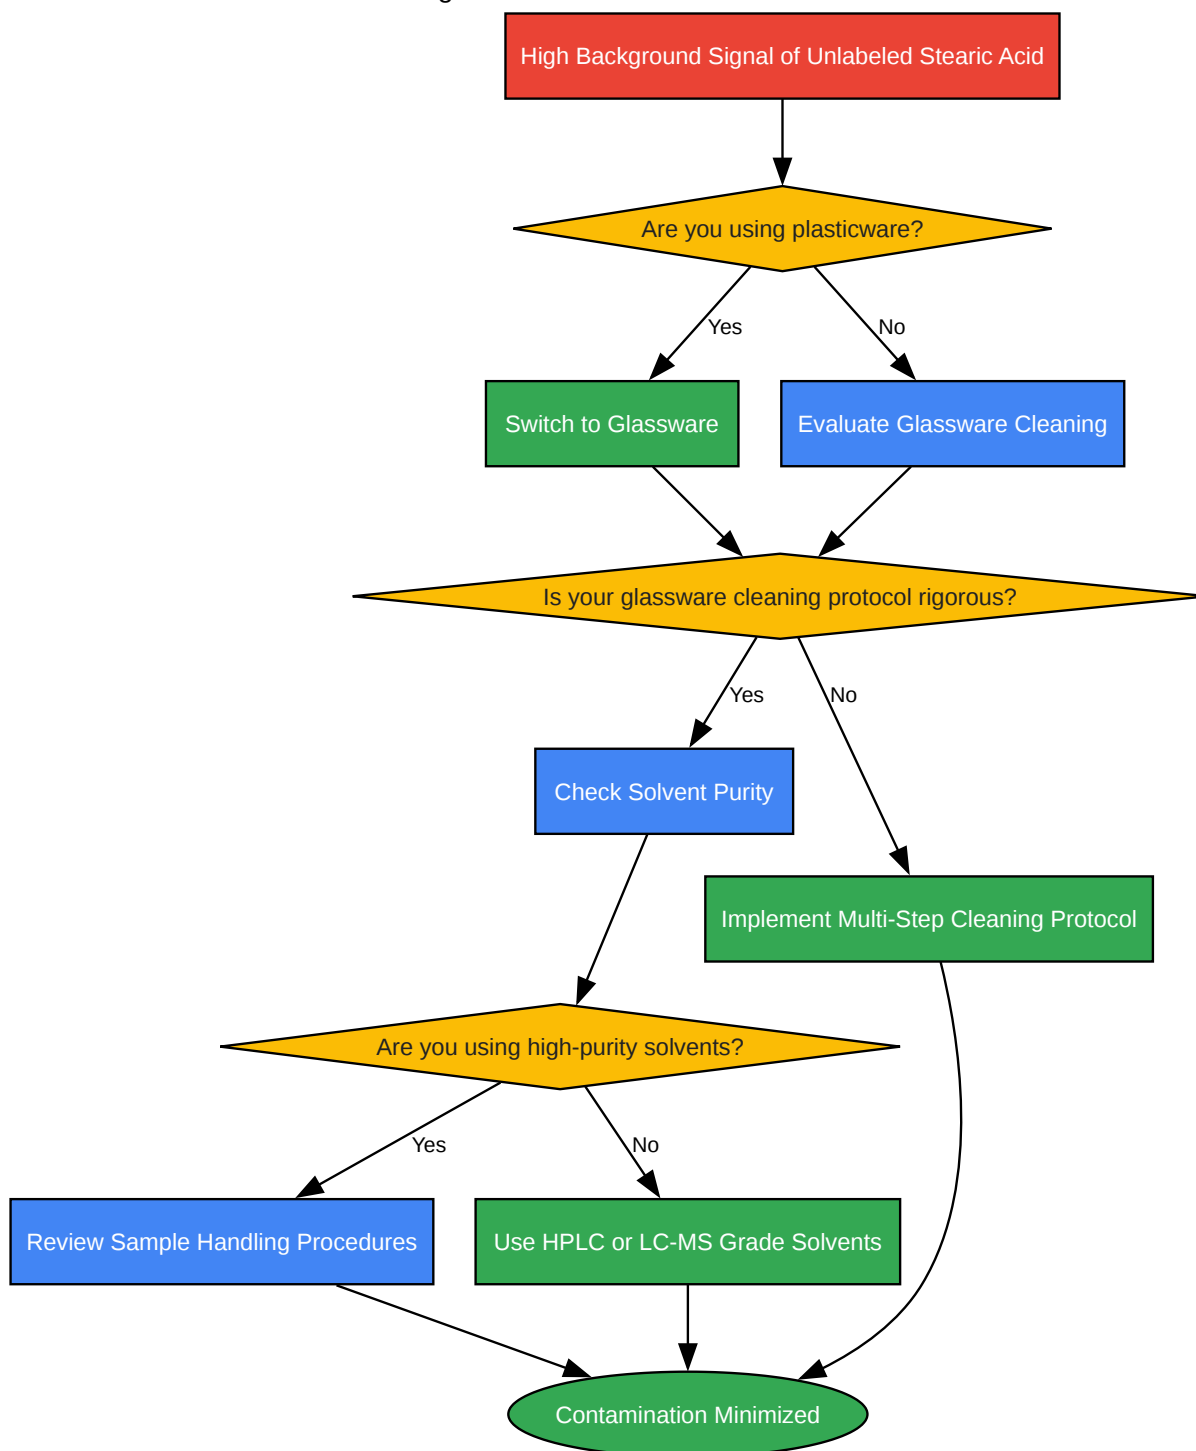 High Background Signal of Unlabeled Stearic Acid
Are you using plasticware?
Yes
No
Switch to Glassware
Evaluate Glassware Cleaning
Is your glassware cleaning protocol rigorous?
Yes
No
Check Solvent Purity
Implement Multi-Step Cleaning Protocol
Are you using high-purity solvents?
Yes
No
Review Sample Handling Procedures
Use HPLC or LC-MS Grade Solvents
Contamination Minimized